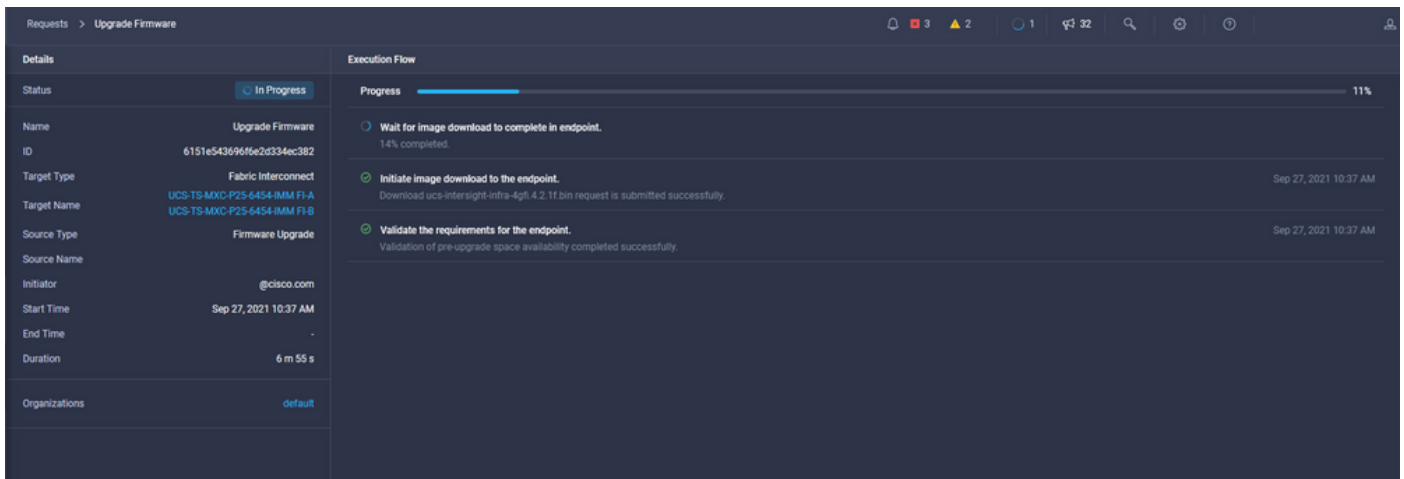 Requests > Upgrade Firmware
3
2
1
32
Details
Status In Progress
Name Upgrade Firmware
ID 6151e543696f6e2d334ec382
Target Type Fabric Interconnect
Target Name UCS-TS-MXC-P25-6454-IMM FI-A
UCS-TS-MXC-P25-6454-IMM FI-B
Source Type Firmware Upgrade
Source Name
Initiator @cisco.com
Start Time Sep 27, 2021 10:37 AM
End Time -
Duration 6 m 55 s
Organizations default
Execution Flow
Progress 11%
Wait for image download to complete in endpoint.
14% completed.
Initiate image download to the endpoint. Sep 27, 2021 10:37 AM
Download ucs-intersight-infra-4gfi.4.2.1f.bin request is submitted successfully.
Validate the requirements for the endpoint. Sep 27, 2021 10:37 AM
Validation of pre-upgrade space availability completed successfully.